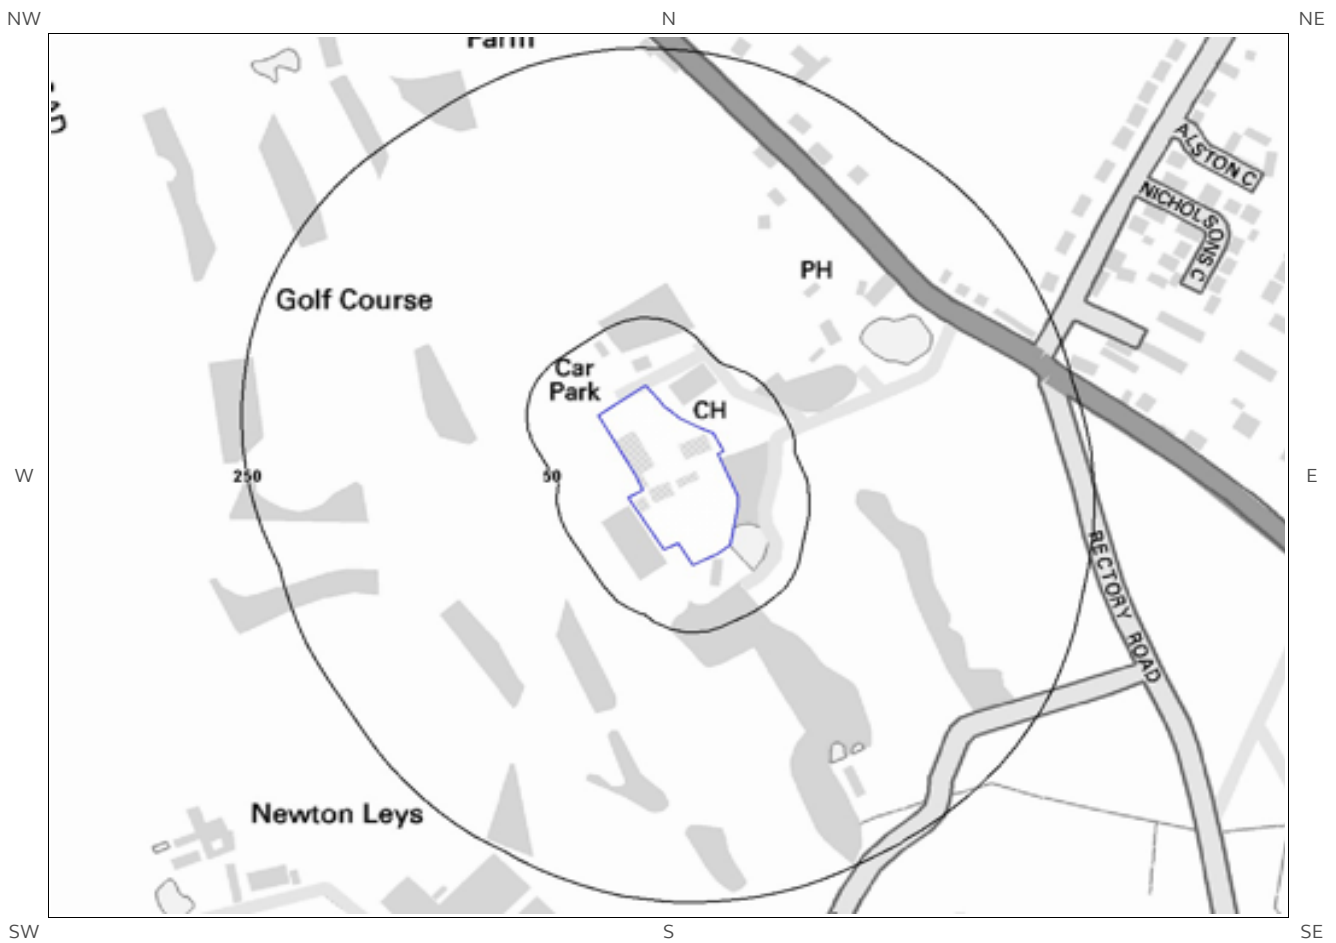 NW
N
NE
Farm
ALSTON C
NICHOLSONS C
PH
Golf Course
Car
Park
CH
W
250
50
E
RECTORY ROAD
Newton Leys
SW
S
SE